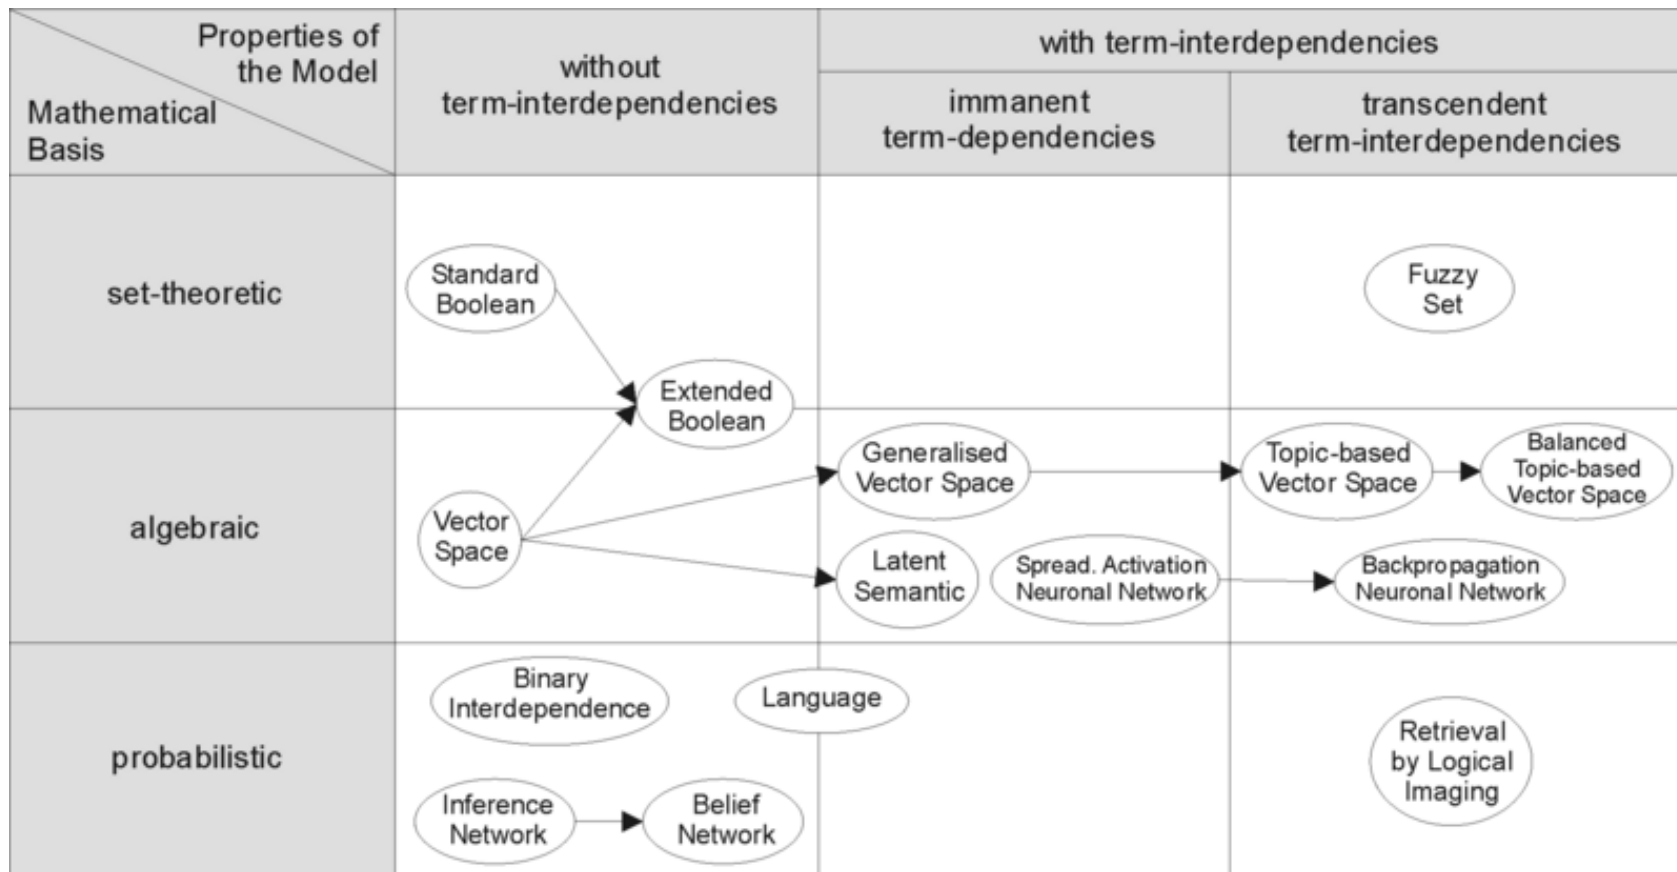 Properties of
the Model
Mathematical
Basis
without
term-interdependencies
with term-interdependencies
immanent
term-dependencies
transcendent
term-interdependencies
set-theoretic
Standard
Boolean
Fuzzy
Set
Extended
Boolean
algebraic
Vector
Space
Generalised
Vector Space
Topic-based
Vector Space
Balanced
Topic-based
Vector Space
Latent
Semantic
Spread. Activation
Neuronal Network
Backpropagation
Neuronal Network
probabilistic
Binary
Interdependence
Language
Retrieval
by Logical
Imaging
Inference
Network
Belief
Network